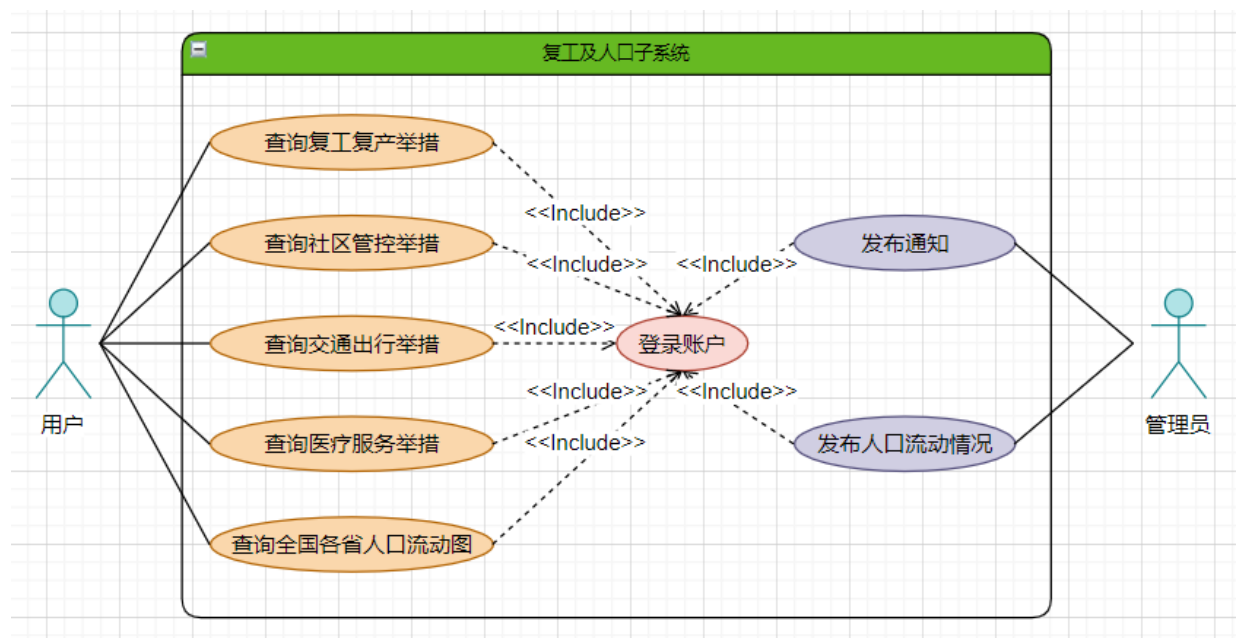 复工及人口子系统
查询复工复产举措
<<Include>>
查询社区管控举措
发布通知
<<Include>>
<<Include>>
<<Include>>
查询交通出行举措
登录账户
用户
管理员
<<Include>>
<<Include>>
查询医疗服务举措
<<Include>>
发布人口流动情况
查询全国各省人口流动图